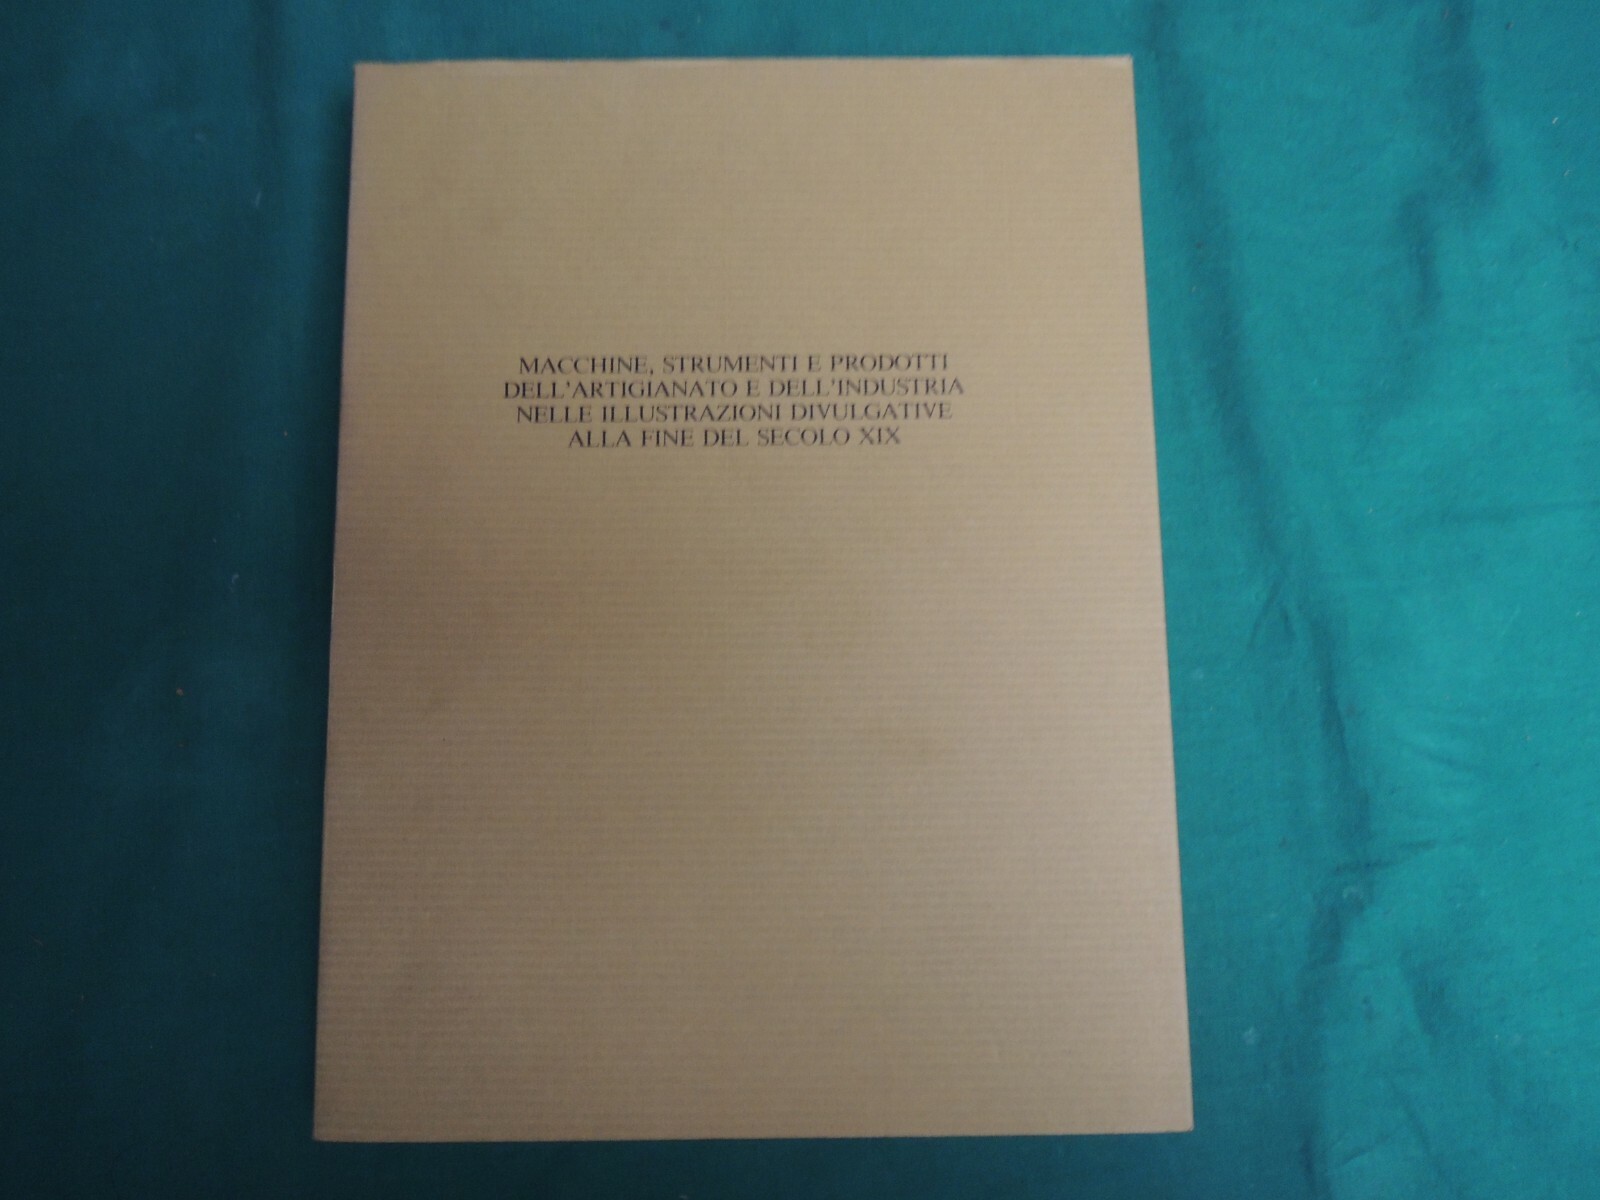 MACCHINE, STRUMENTI E PRODOTTI
DELL'ARTIGIANATO E DELL'INDUSTRIA
NELLE ILLUSTRAZIONI DIVULGATIVE
ALLA FINE DEL SECOLO XIX